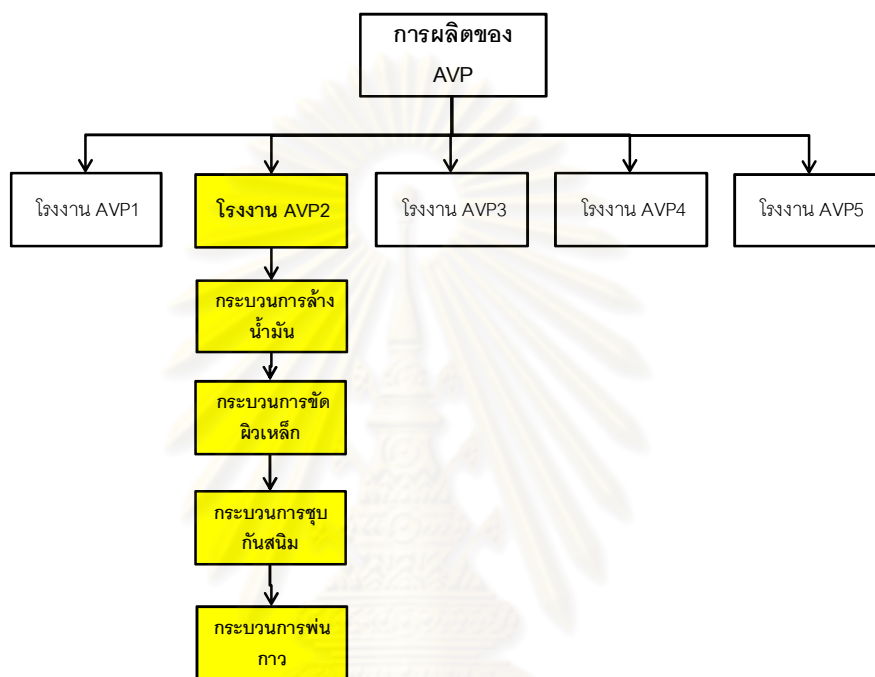 การผลิตของ
AVP
โรงงาน AVP1
โรงงาน AVP2
โรงงาน AVP3
โรงงาน AVP4
โรงงาน AVP5
กระบวนการล้าง
น้ำมัน
กระบวนการขัด
ผิวเหล็ก
กระบวนการชุบ
กันสนิม
กระบวนการพ่น
กาว